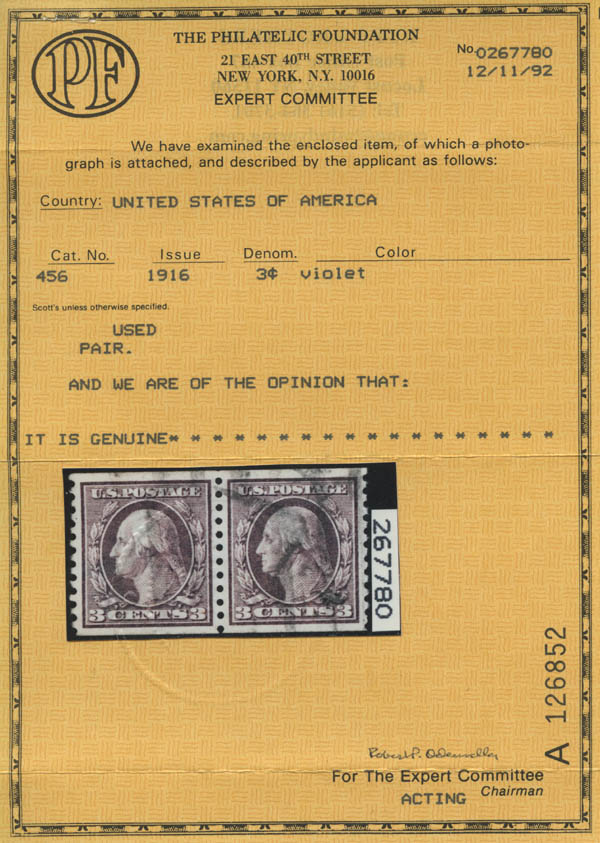 PF
THE PHILATELIC FOUNDATION
21 EAST 40TH STREET
NEW YORK, N.Y. 10016
EXPERT COMMITTEE
No. 0267780
12/11/92
We have examined the enclosed item, of which a photo-
graph is attached, and described by the applicant as follows:
Country: UNITED STATES OF AMERICA
Cat. No. Issue Denom. Color
456 1916 3¢ violet
Scott's unless otherwise specified.
USED
PAIR.
AND WE ARE OF THE OPINION THAT:
IT IS GENUINE* * * * * * * * * * * * * * * * * *
U.S. POSTAGE U.S. POSTAGE
3 CENTS 3 3 CENTS 3
267780
A 126852
For The Expert Committee
Chairman
ACTING